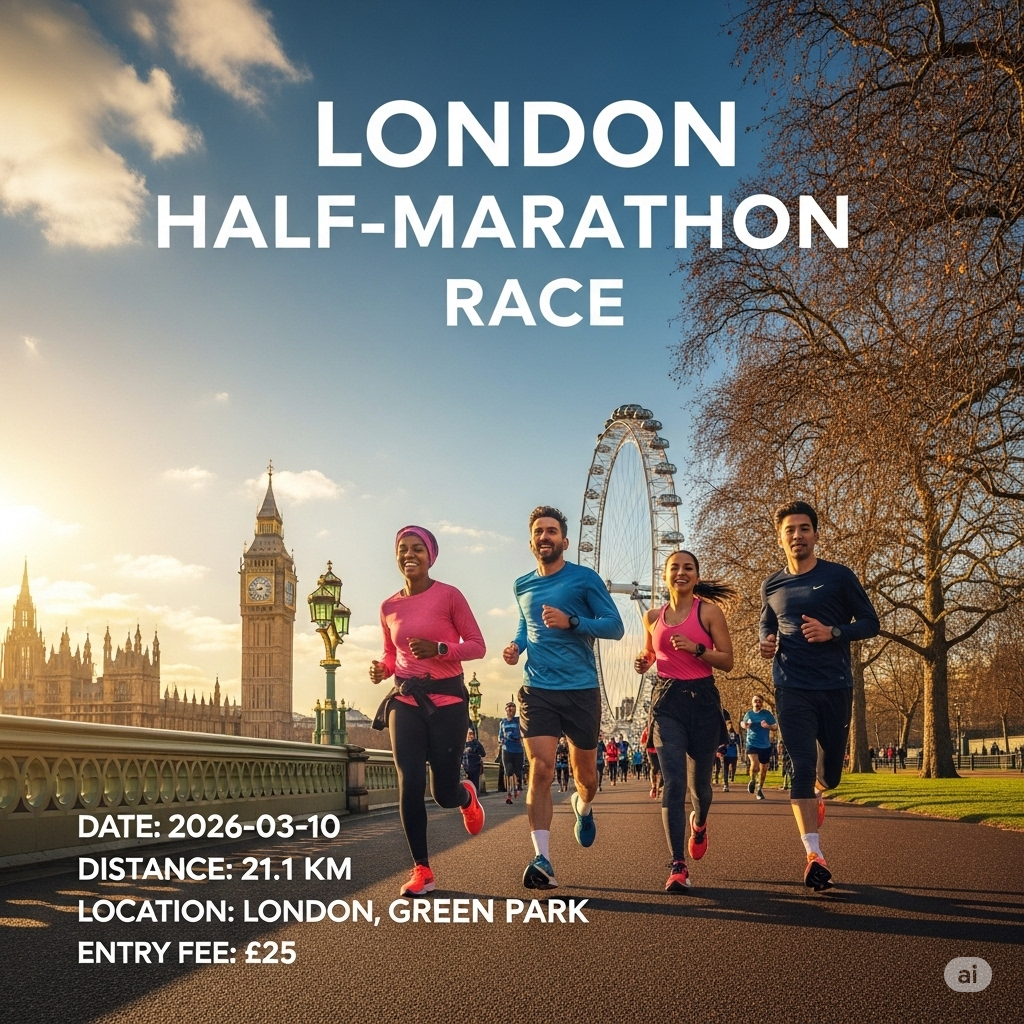 LONDON
HALF-MARATHON
RACE
DATE: 2026-03-10
DISTANCE: 21.1 KM
LOCATION: LONDON, GREEN PARK
ENTRY FEE: £25
ai